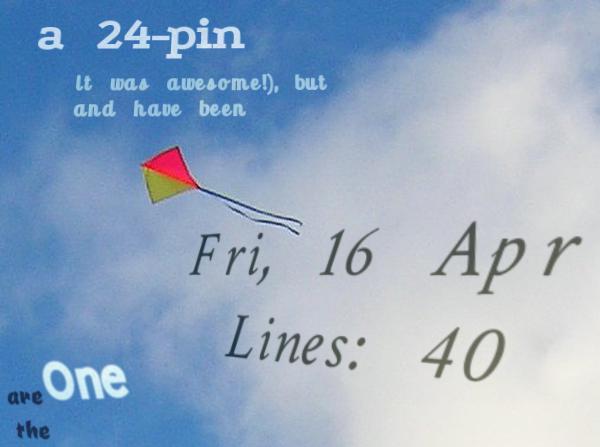 a 24-pin
It was awesome!), but
and have been
Fri, 16 Apr
Lines: 40
One
are
the